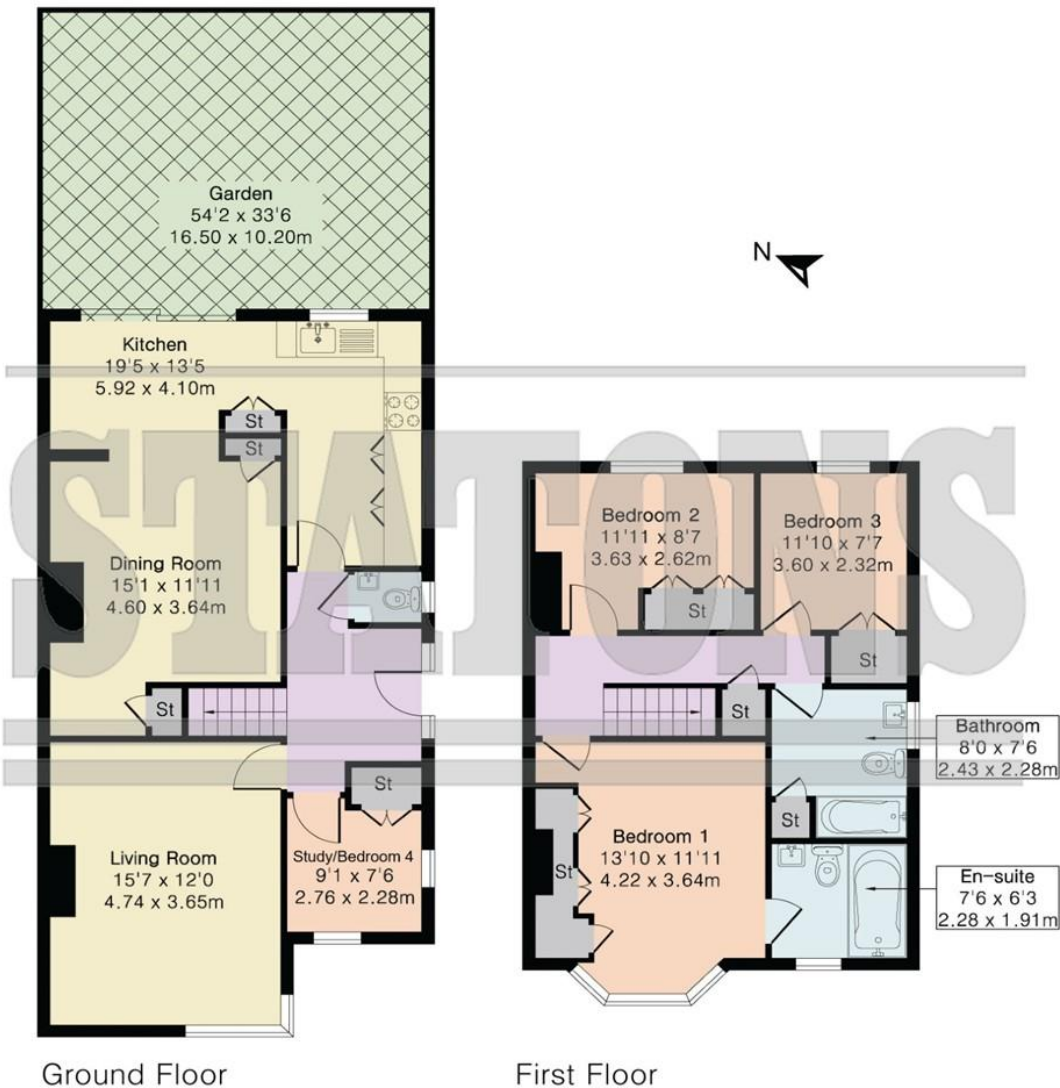 Garden
54'2 x 33'6
16.50 x 10.20m
N
Kitchen
19'5 x 13'5
5.92 x 4.10m
St
St
STATONS
Dining Room
15'1 x 11'11
4.60 x 3.64m
St
St
Living Room
15'7 x 12'0
4.74 x 3.65m
Study/Bedroom 4
9'1 x 7'6
2.76 x 2.28m
Bedroom 2
11'11 x 8'7
3.63 x 2.62m
Bedroom 3
11'10 x 7'7
3.60 x 2.32m
St
St
St
Bathroom
8'0 x 7'6
2.43 x 2.28m
St
Bedroom 1
13'10 x 11'11
4.22 x 3.64m
St
En-suite
7'6 x 6'3
2.28 x 1.91m
Ground Floor
First Floor